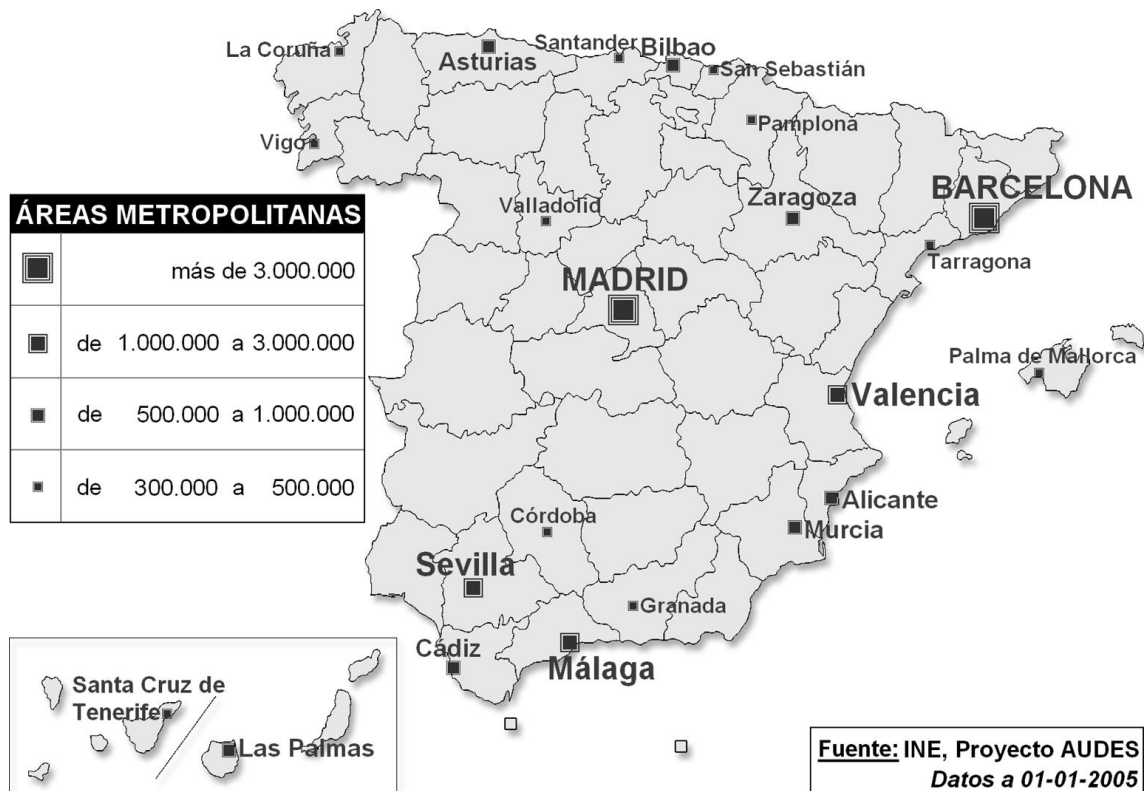 La Coruña
Asturias
Santander
Bilbao
San Sebastián
Vigo
Pamplona
ÁREAS METROPOLITANAS
más de 3.000.000
de 1.000.000 a 3.000.000
de 500.000 a 1.000.000
de 300.000 a 500.000
Valladolid
Zaragoza
BARCELONA
Tarragona
MADRID
Palma de Mallorca
Valencia
Alicante
Murcia
Córdoba
Sevilla
Granada
Cádiz
Málaga
Santa Cruz de
Tenerife
Las Palmas
Fuente: INE, Proyecto AUDES
Datos a 01-01-2005